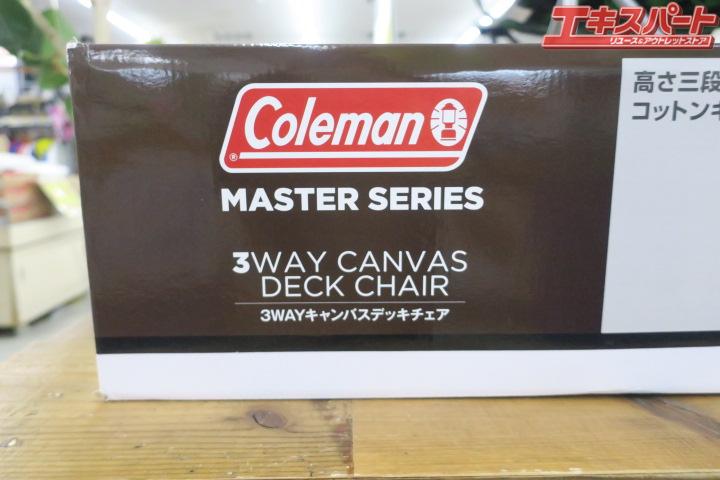 エキスパート
リユース&アウトレットストア
高さ三段
コットンキ
Coleman
®
MASTER SERIES
3WAY CANVAS
DECK CHAIR
3WAYキャンバスデッキチェア